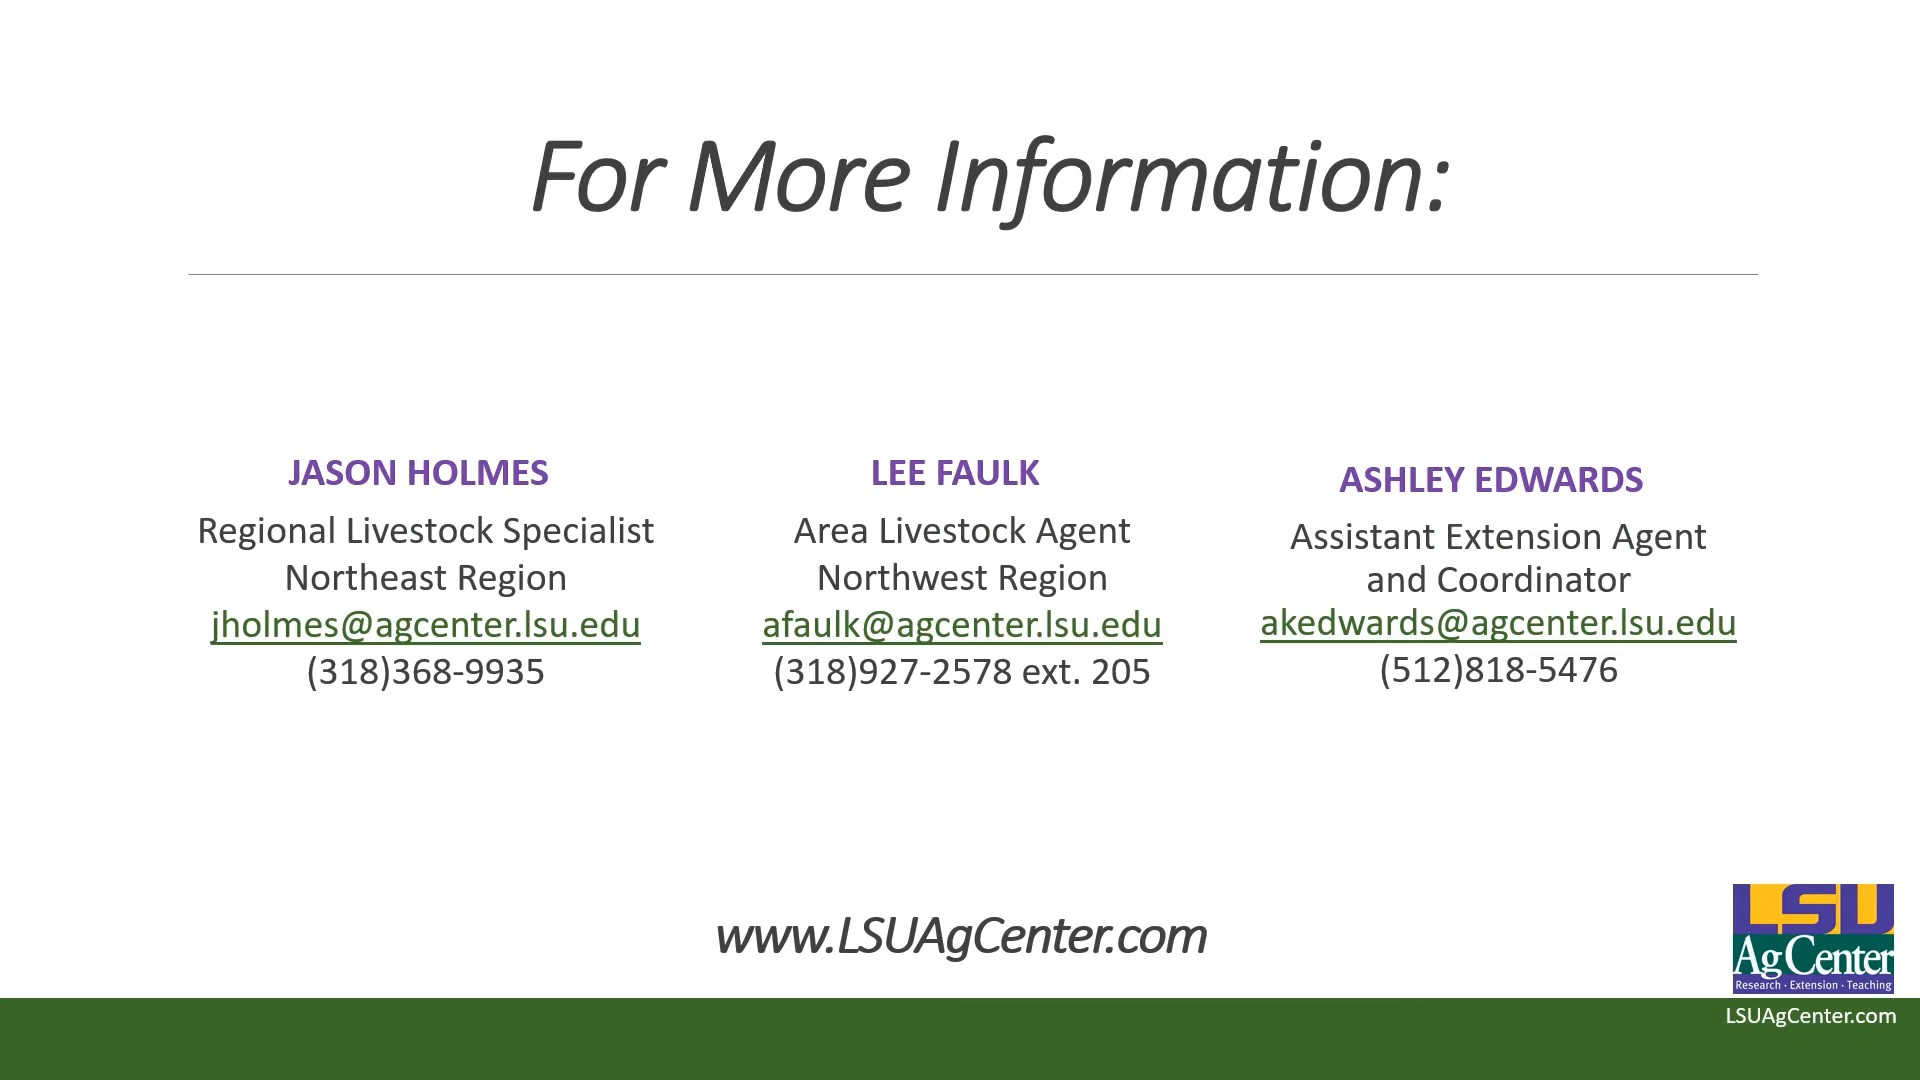 For More Information:
JASON HOLMES
Regional Livestock Specialist
Northeast Region
jholmes@agcenter.lsu.edu
(318)368-9935
LEE FAULK
Area Livestock Agent
Northwest Region
afaulk@agcenter.lsu.edu
(318)927-2578 ext. 205
ASHLEY EDWARDS
Assistant Extension Agent
and Coordinator
akedwards@agcenter.lsu.edu
(512)818-5476
www.LSUAgCenter.com
LSU
AgCenter
Research · Extension · Teaching
LSUAgCenter.com